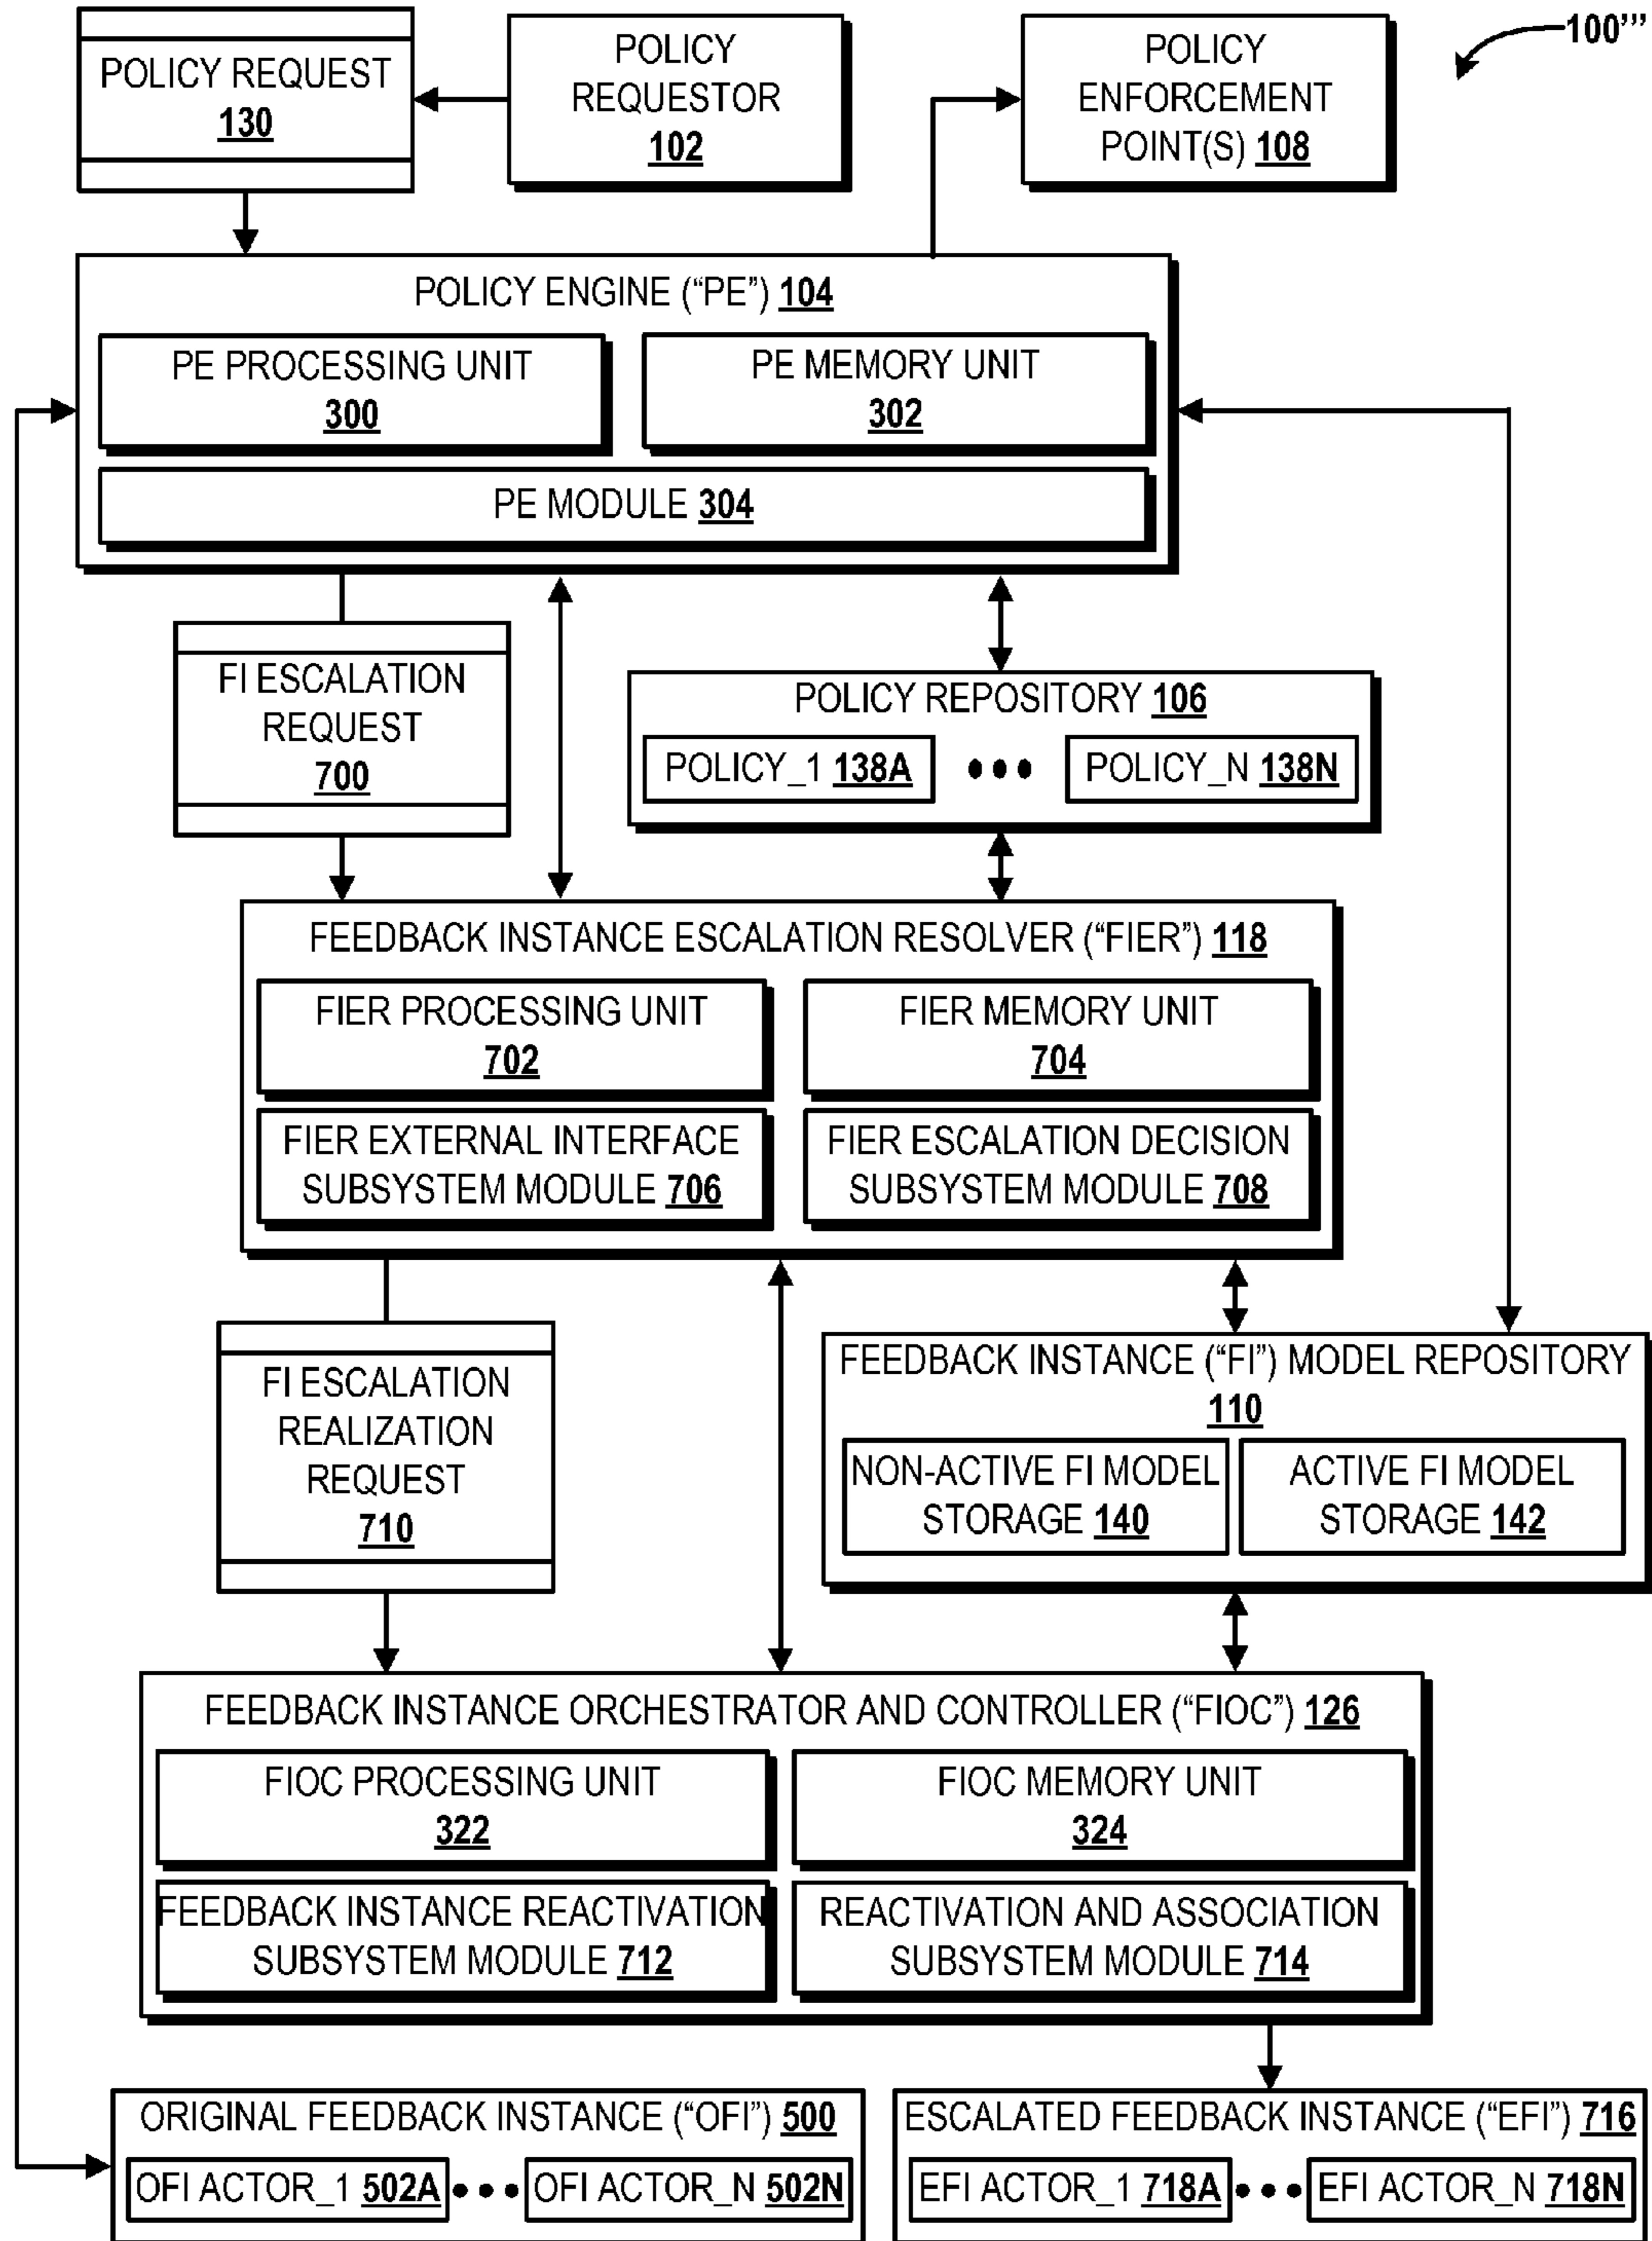 POLICY REQUEST
130
POLICY
REQUESTOR
102
POLICY
ENFORCEMENT
POINT(S) 108
100'''
POLICY ENGINE (“PE”) 104
PE PROCESSING UNIT
300
PE MEMORY UNIT
302
PE MODULE 304
FI ESCALATION
REQUEST
700
POLICY REPOSITORY 106
POLICY_1 138A
POLICY_N 138N
FEEDBACK INSTANCE ESCALATION RESOLVER (“FIER”) 118
FIER PROCESSING UNIT
702
FIER MEMORY UNIT
704
FIER EXTERNAL INTERFACE
SUBSYSTEM MODULE 706
FIER ESCALATION DECISION
SUBSYSTEM MODULE 708
FI ESCALATION
REALIZATION
REQUEST
710
FEEDBACK INSTANCE (“FI”) MODEL REPOSITORY
110
NON-ACTIVE FI MODEL
STORAGE 140
ACTIVE FI MODEL
STORAGE 142
FEEDBACK INSTANCE ORCHESTRATOR AND CONTROLLER (“FIOC”) 126
FIOC PROCESSING UNIT
322
FIOC MEMORY UNIT
324
FEEDBACK INSTANCE REACTIVATION
SUBSYSTEM MODULE 712
REACTIVATION AND ASSOCIATION
SUBSYSTEM MODULE 714
ORIGINAL FEEDBACK INSTANCE (“OFI”) 500
OFI ACTOR_1 502A
OFI ACTOR_N 502N
ESCALATED FEEDBACK INSTANCE (“EFI”) 716
EFI ACTOR_1 718A
EFI ACTOR_N 718N